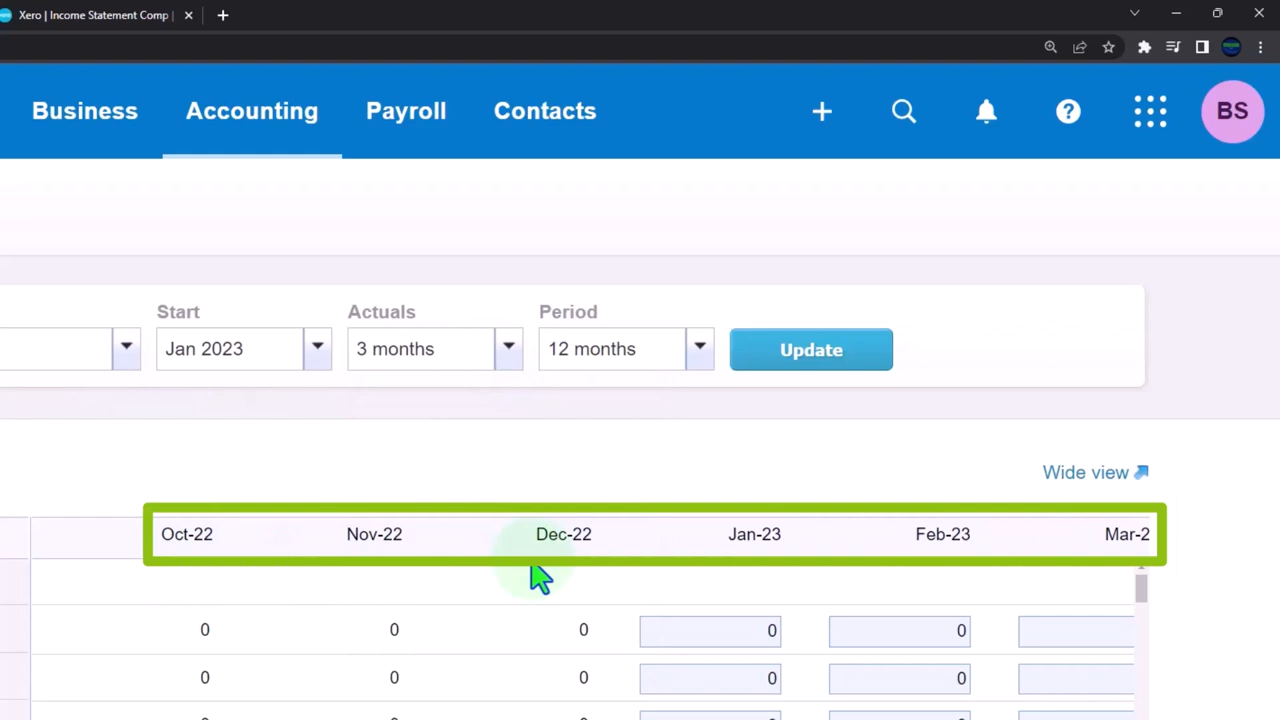 Xero | Income Statement Comp
Business Accounting Payroll Contacts BS
Start Actuals Period
Jan 2023 3 months 12 months Update
Wide view
Oct-22 Nov-22 Dec-22 Jan-23 Feb-23 Mar-2
0 0 0 0 0
0 0 0 0 0